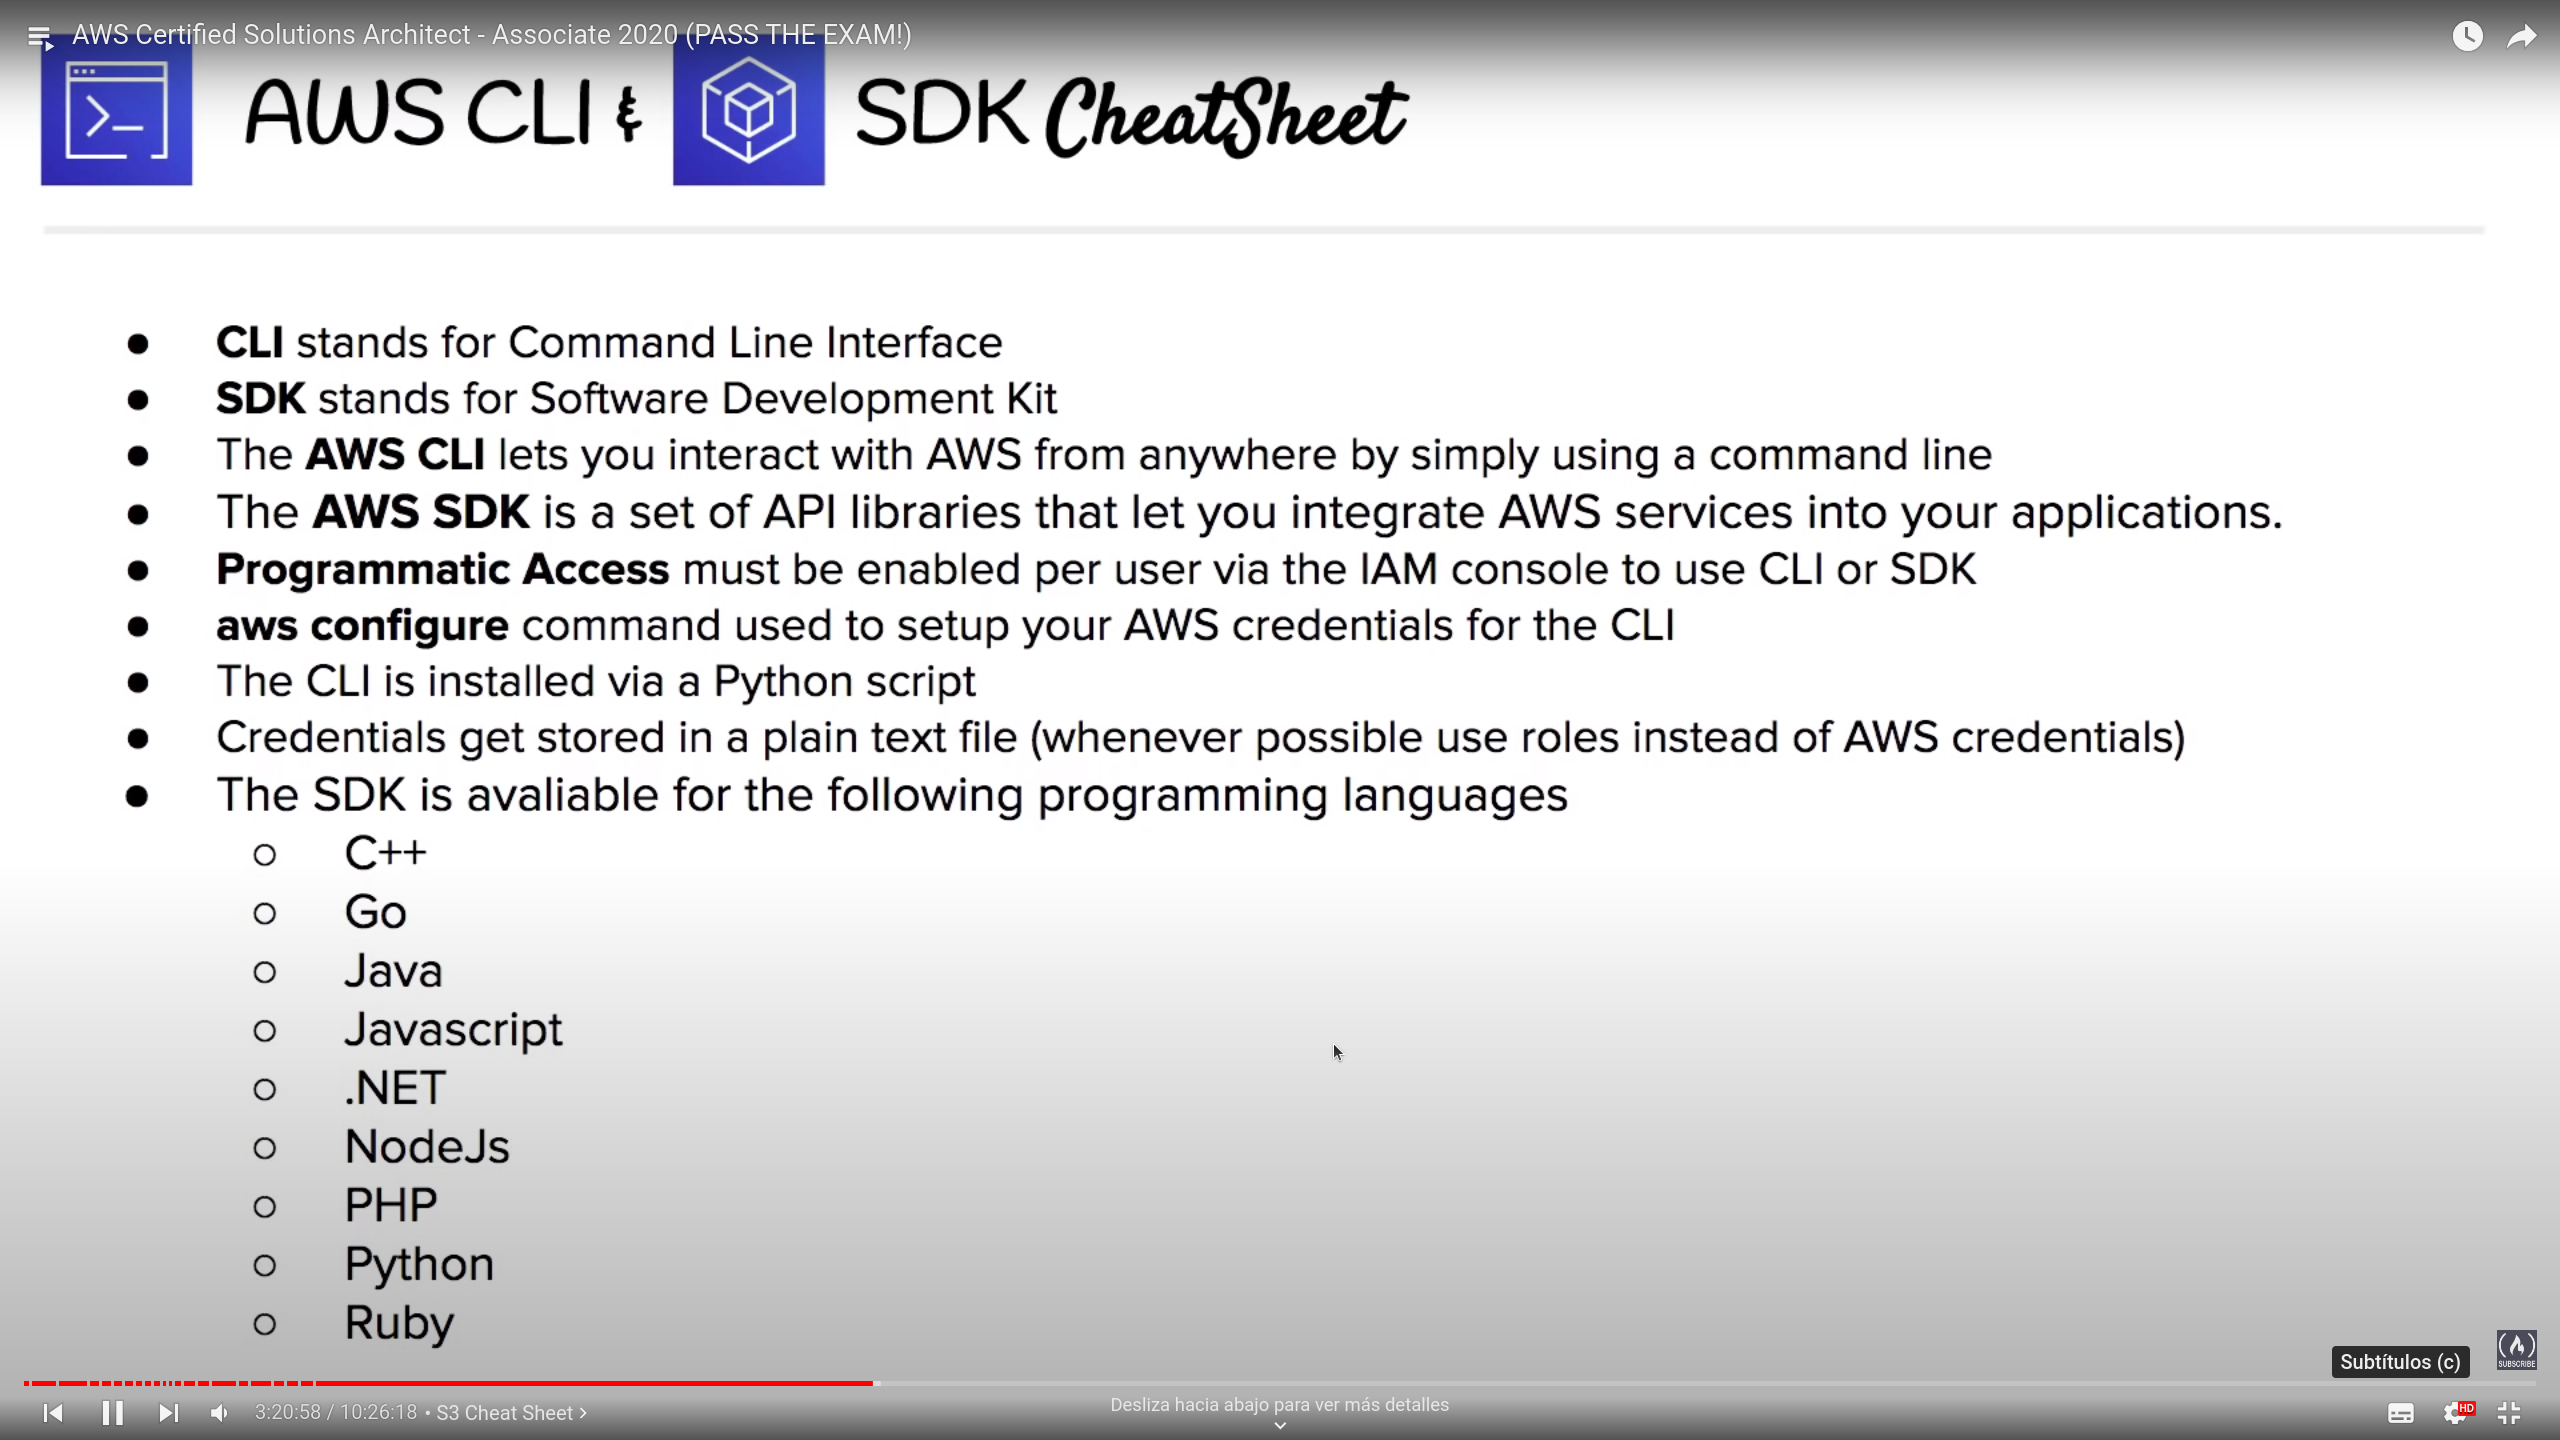 AWS Certified Solutions Architect - Associate 2020 (PASS THE EXAM!)
AWS CLI & SDK CheatSheet
● CLI stands for Command Line Interface
● SDK stands for Software Development Kit
● The AWS CLI lets you interact with AWS from anywhere by simply using a command line
● The AWS SDK is a set of API libraries that let you integrate AWS services into your applications.
● Programmatic Access must be enabled per user via the IAM console to use CLI or SDK
● aws configure command used to setup your AWS credentials for the CLI
● The CLI is installed via a Python script
● Credentials get stored in a plain text file (whenever possible use roles instead of AWS credentials)
● The SDK is avaliable for the following programming languages
○ C++
○ Go
○ Java
○ Javascript
○ .NET
○ NodeJs
○ PHP
○ Python
○ Ruby
SUBSCRIBE
Subtítulos (c)
3:20:58 / 10:26:18 • S3 Cheat Sheet >
Desliza hacia abajo para ver más detalles
HD